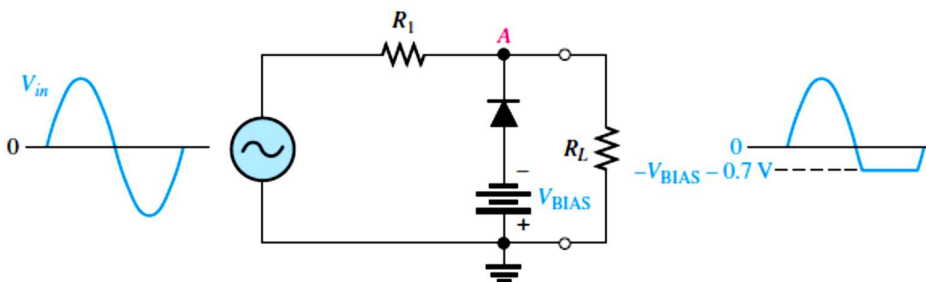 R1
A
Vin
0
RL
−
VBIAS
+
0
−VBIAS − 0.7 V